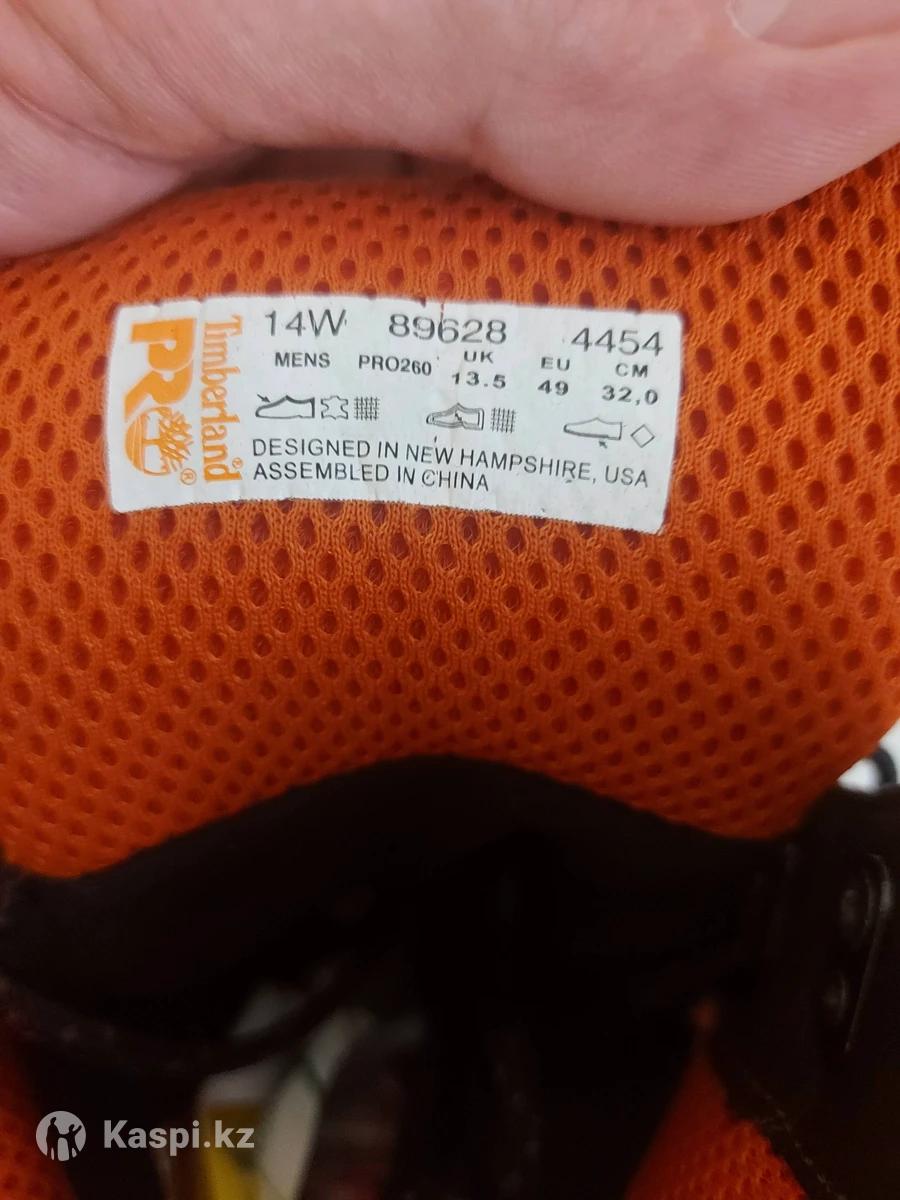 Timberland®
PRO®
14W 89628 4454
MENS PRO260 UK EU CM
13.5 49 32,0
DESIGNED IN NEW HAMPSHIRE, USA
ASSEMBLED IN CHINA
Kaspi.kz